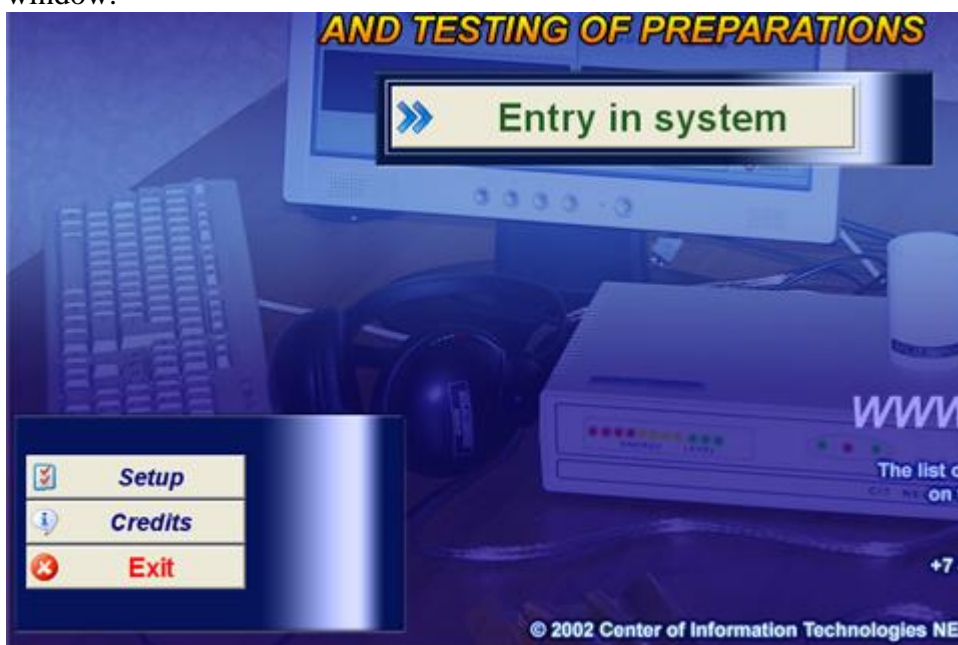 window.
AND TESTING OF PREPARATIONS
Entry in system
WWW
Setup
The list
on
Credits
Exit
+7
© 2002 Center of Information Technologies NE